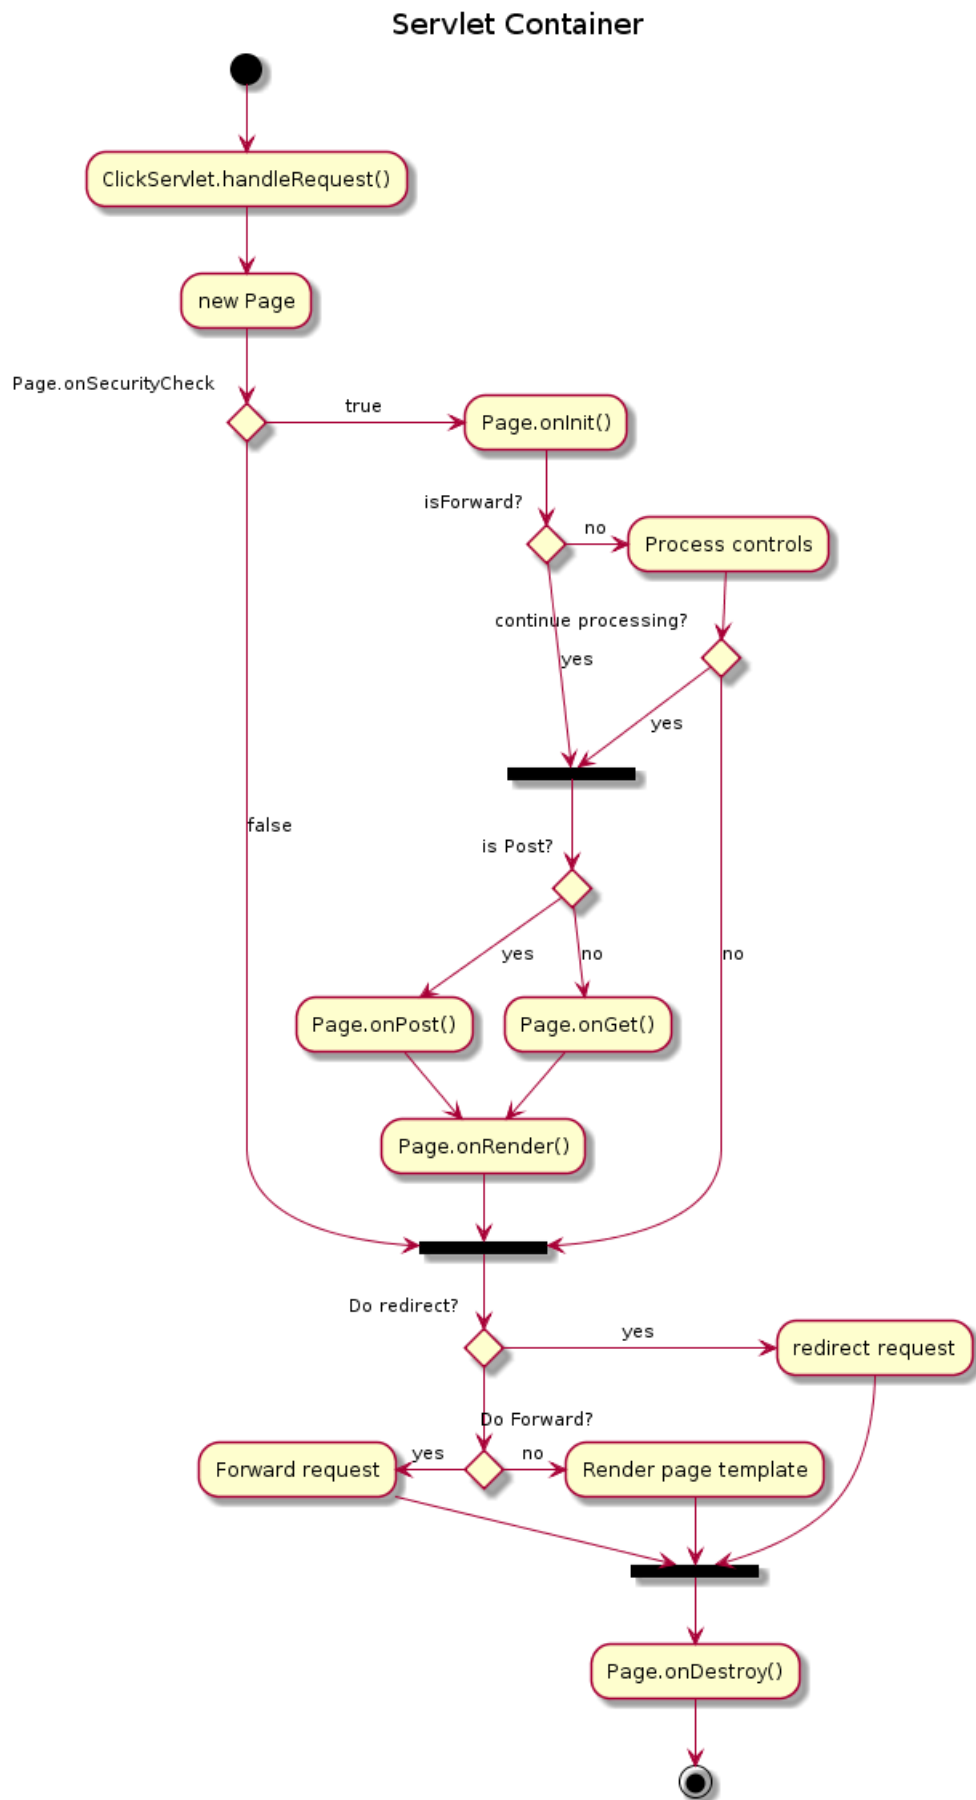 Servlet Container
ClickServlet.handleRequest()
new Page
Page.onSecurityCheck
true
Page.onInit()
isForward?
no
Process controls
continue processing?
yes
yes
false
is Post?
yes
no
no
Page.onPost()
Page.onGet()
Page.onRender()
Do redirect?
yes
redirect request
Do Forward?
yes
no
Forward request
Render page template
Page.onDestroy()